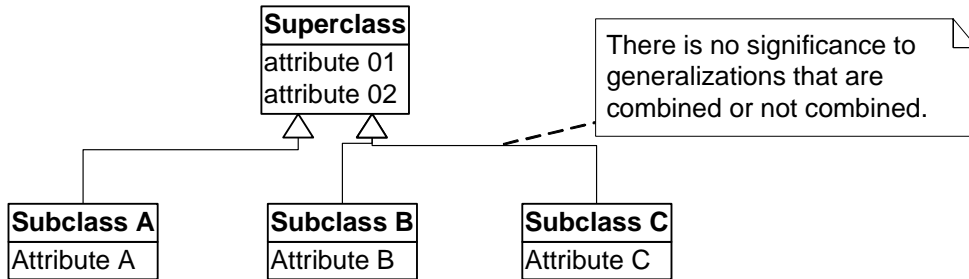 Superclass
attribute 01
attribute 02
There is no significance to
generalizations that are
combined or not combined.
Subclass A
Attribute A
Subclass B
Attribute B
Subclass C
Attribute C